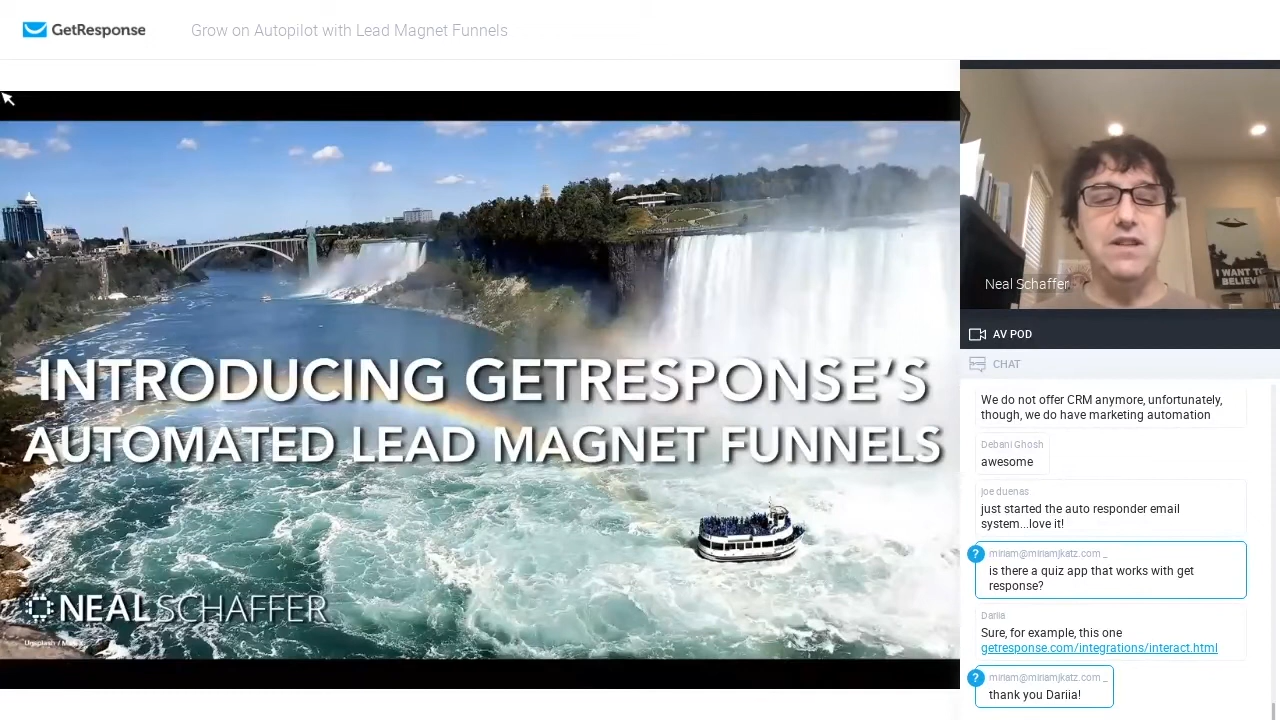 GetResponse
Grow on Autopilot with Lead Magnet Funnels
INTRODUCING GETRESPONSE'S
AUTOMATED LEAD MAGNET FUNNELS
NEALSCHAFFER
I WANT TO
BELIEVE
Neal Schaffer
AV POD
CHAT
We do not offer CRM anymore, unfortunately,
though, we do have marketing automation
Debani Ghosh
awesome
joe duenas
just started the auto responder email
system...love it!
?
miriam@miriamjkatz.com _
is there a quiz app that works with get
response?
Dariia
Sure, for example, this one
getresponse.com/integrations/interact.html
?
miriam@miriamjkatz.com _
thank you Dariia!